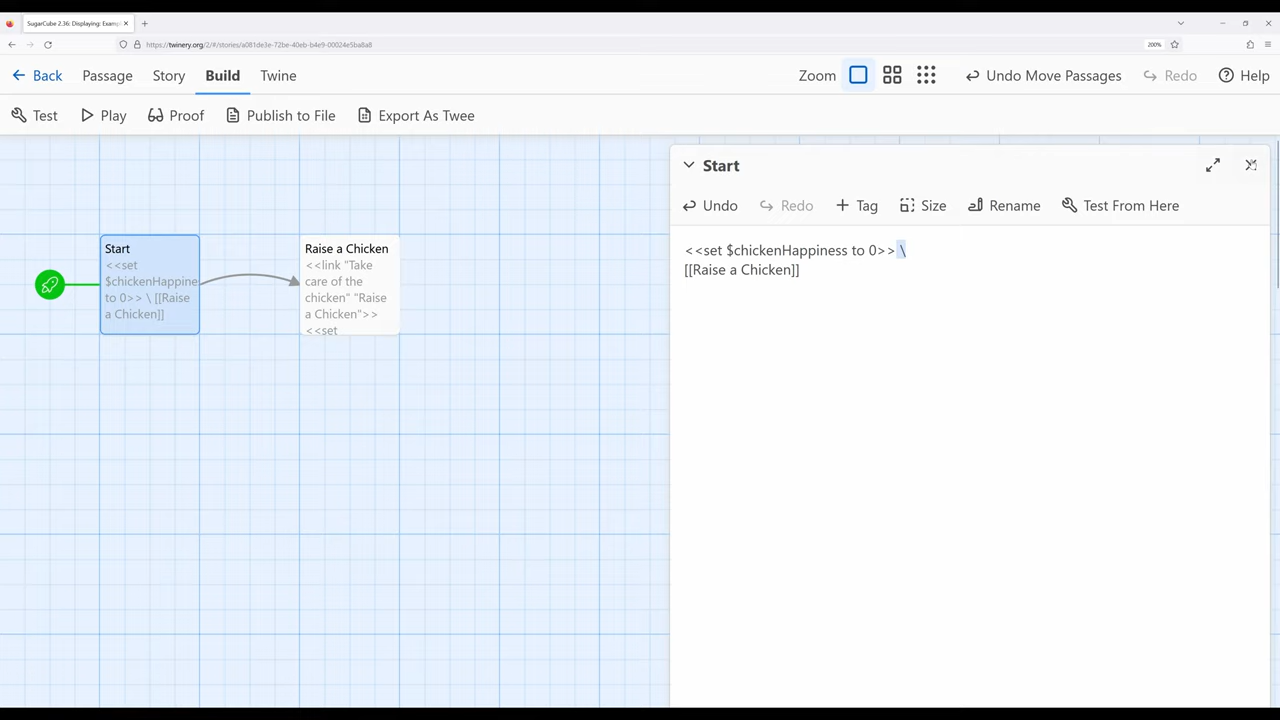 SugarCube 2.36: Displaying: Exampl
https://twinery.org/2/#/stories/a081de3e-72be-40eb-b4e9-00024e5ba8a8
200%
Back
Passage
Story
Build
Twine
Zoom
Undo Move Passages
Redo
Help
Test
Play
Proof
Publish to File
Export As Twee
Start
<<set
$chickenHappine
to 0>> \ [[Raise
a Chicken]]
Raise a Chicken
<<link "Take
care of the
chicken" "Raise
a Chicken">>
<<set
Start
Undo
Redo
Tag
Size
Rename
Test From Here
<<set $chickenHappiness to 0>> \
[[Raise a Chicken]]